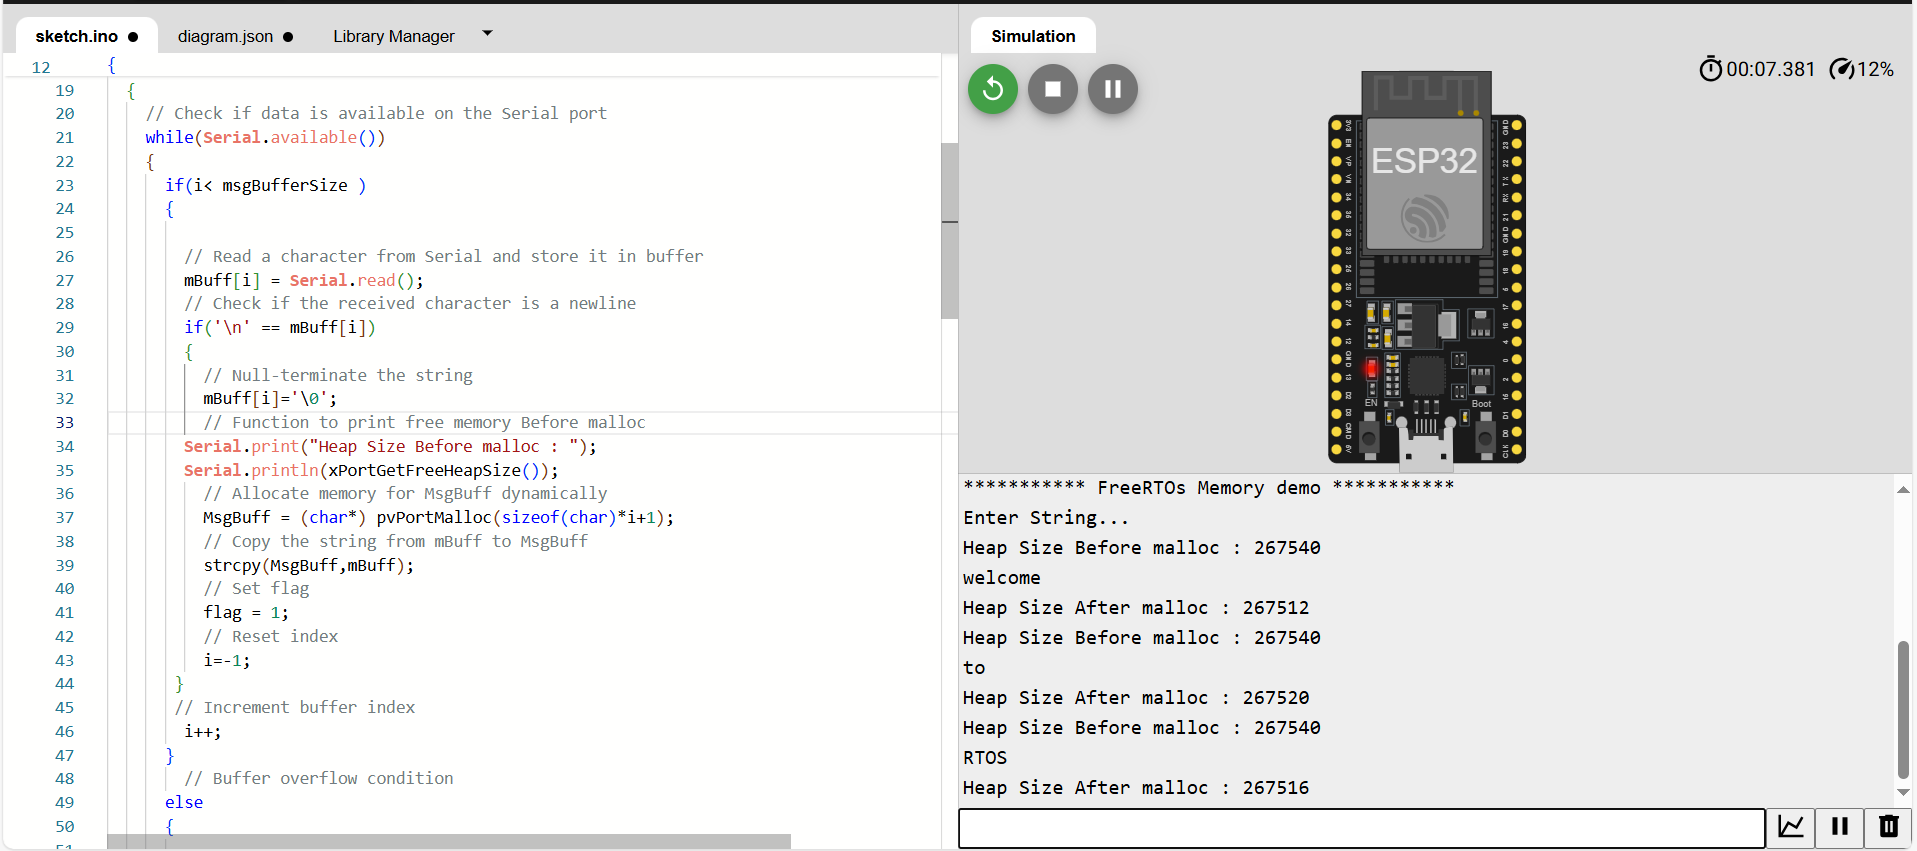 sketch.ino ●
diagram.json ●
Library Manager
12 {
19 {
20 // Check if data is available on the Serial port
21 while(Serial.available())
22 {
23 if(i< msgBufferSize )
24 {
25
26 // Read a character from Serial and store it in buffer
27 mBuff[i] = Serial.read();
28 // Check if the received character is a newline
29 if('\n' == mBuff[i])
30 {
31 // Null-terminate the string
32 mBuff[i]='\0';
33 // Function to print free memory Before malloc
34 Serial.print("Heap Size Before malloc : ");
35 Serial.println(xPortGetFreeHeapSize());
36 // Allocate memory for MsgBuff dynamically
37 MsgBuff = (char*) pvPortMalloc(sizeof(char)*i+1);
38 // Copy the string from mBuff to MsgBuff
39 strcpy(MsgBuff,mBuff);
40 // Set flag
41 flag = 1;
42 // Reset index
43 i=-1;
44 }
45 // Increment buffer index
46 i++;
47 }
48 // Buffer overflow condition
49 else
50 {
51
Simulation
00:07.381 12%
ESP32
EN
Boot
*********** FreeRTOs Memory demo ***********
Enter String...
Heap Size Before malloc : 267540
welcome
Heap Size After malloc : 267512
Heap Size Before malloc : 267540
to
Heap Size After malloc : 267520
Heap Size Before malloc : 267540
RTOS
Heap Size After malloc : 267516